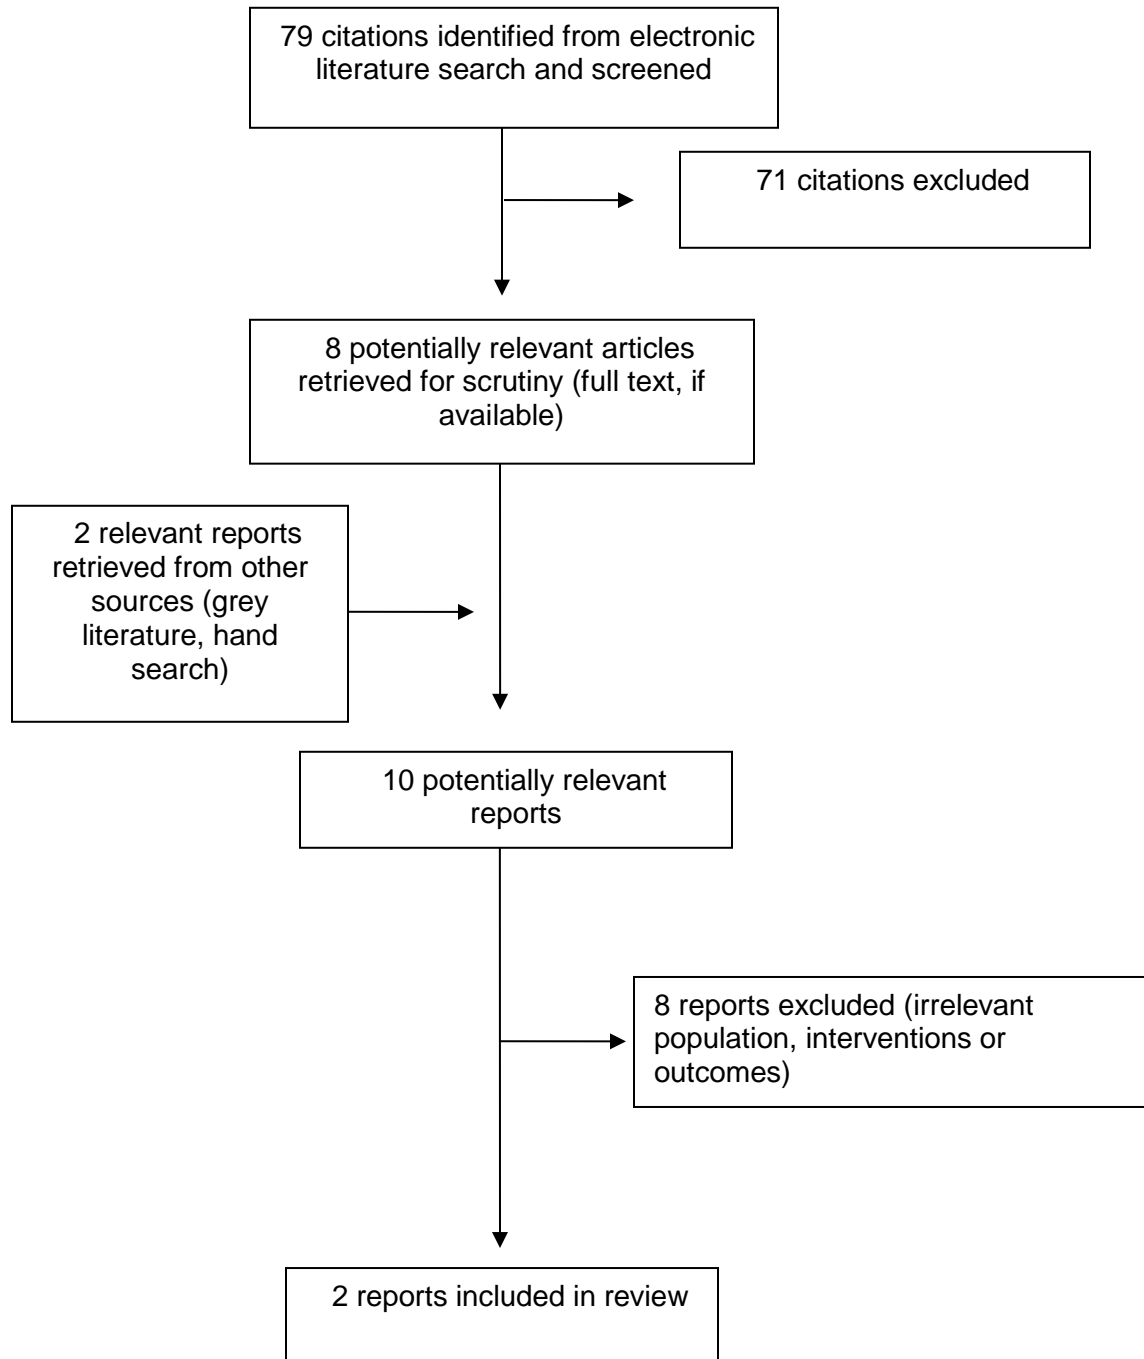 79 citations identified from electronic
literature search and screened
71 citations excluded
8 potentially relevant articles
retrieved for scrutiny (full text, if
available)
2 relevant reports
retrieved from other
sources (grey
literature, hand
search)
10 potentially relevant
reports
8 reports excluded (irrelevant
population, interventions or
outcomes)
2 reports included in review